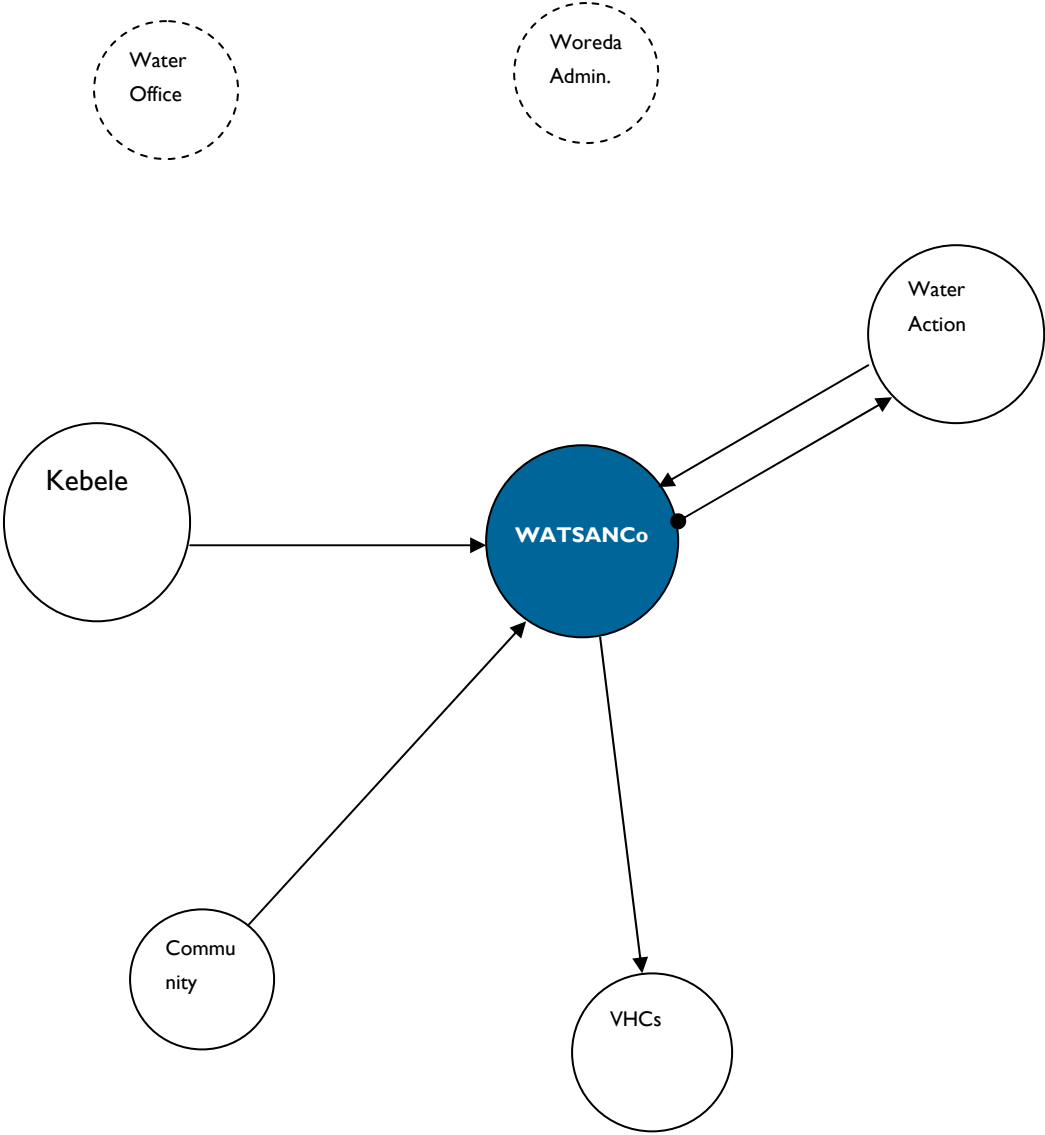 Water
Office
Woreda
Admin.
Water
Action
Kebele
WATSANCo
Commu
nity
VHCs